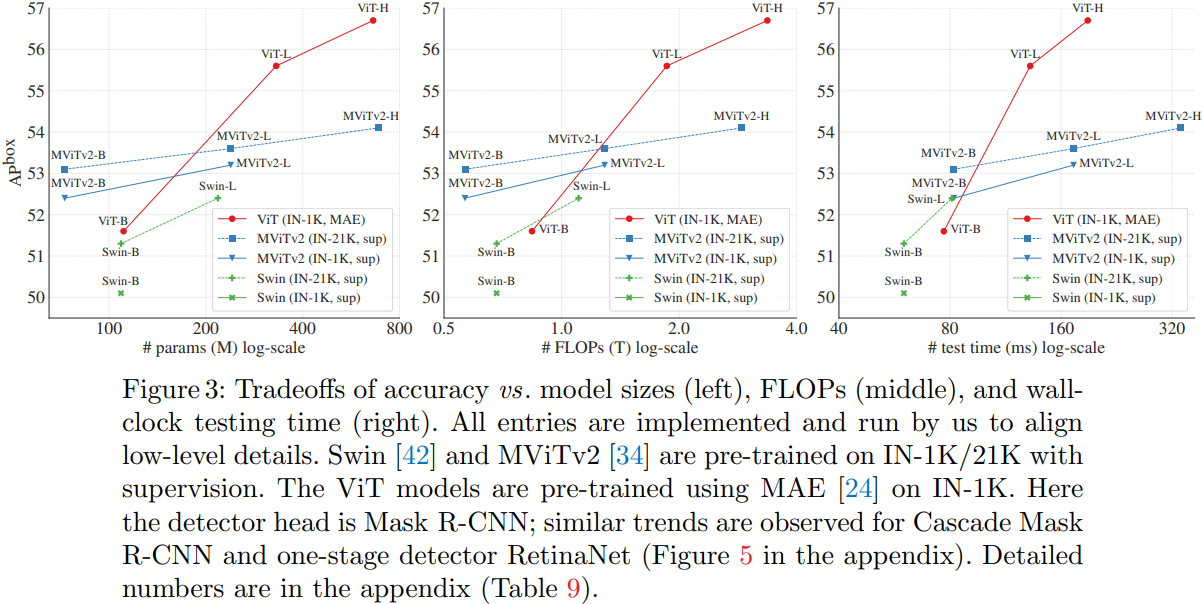 57
56
55
54
53
52
51
50
APbox
ViT-H
ViT-L
MViTv2-H
MViTv2-L
MViTv2-B
MViTv2-L
MViTv2-B
Swin-L
ViT-B
Swin-B
Swin-B
ViT (IN-1K, MAE)
MViTv2 (IN-21K, sup)
MViTv2 (IN-1K, sup)
Swin (IN-21K, sup)
Swin (IN-1K, sup)
100 200 400 800
# params (M) log-scale
57
56
55
54
53
52
51
50
ViT-H
ViT-L
MViTv2-H
MViTv2-L
MViTv2-B
MViTv2-L
MViTv2-B
Swin-L
ViT-B
Swin-B
Swin-B
ViT (IN-1K, MAE)
MViTv2 (IN-21K, sup)
MViTv2 (IN-1K, sup)
Swin (IN-21K, sup)
Swin (IN-1K, sup)
0.5 1.0 2.0 4.0
# FLOPs (T) log-scale
57
56
55
54
53
52
51
50
ViT-H
ViT-L
MViTv2-H
MViTv2-L
MViTv2-B
MViTv2-L
MViTv2-B
Swin-L
ViT-B
Swin-B
Swin-B
ViT (IN-1K, MAE)
MViTv2 (IN-21K, sup)
MViTv2 (IN-1K, sup)
Swin (IN-21K, sup)
Swin (IN-1K, sup)
40 80 160 320
# test time (ms) log-scale
Figure 3: Tradeoffs of accuracy vs. model sizes (left), FLOPs (middle), and wall-
clock testing time (right). All entries are implemented and run by us to align
low-level details. Swin [42] and MViTv2 [34] are pre-trained on IN-1K/21K with
supervision. The ViT models are pre-trained using MAE [24] on IN-1K. Here
the detector head is Mask R-CNN; similar trends are observed for Cascade Mask
R-CNN and one-stage detector RetinaNet (Figure 5 in the appendix). Detailed
numbers are in the appendix (Table 9).